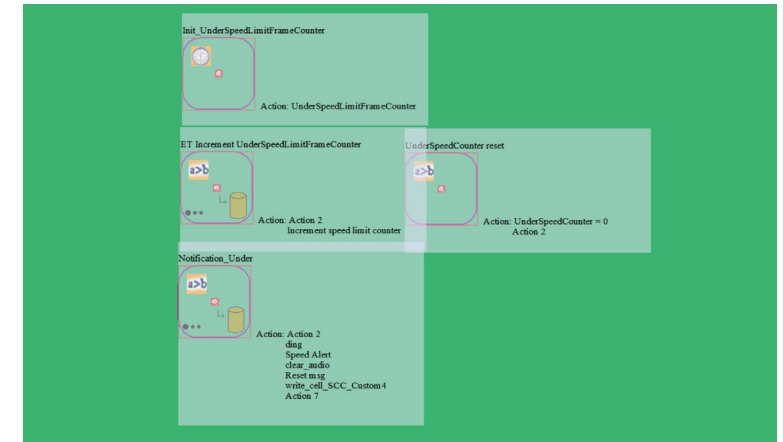 Init_UnderSpeedLimitFrameCounter
Action: UnderSpeedLimitFrameCounter
ET Increment UnderSpeedLimitFrameCounter
a>b
Action: Action 2
Increment speed limit counter
UnderSpeedCounter reset
a>b
Action: UnderSpeedCounter = 0
Action 2
Notification_Under
a>b
Action: Action 2
ding
Speed Alert
clear_audio
Reset msg
write_cell_SCC_Custom4
Action 7